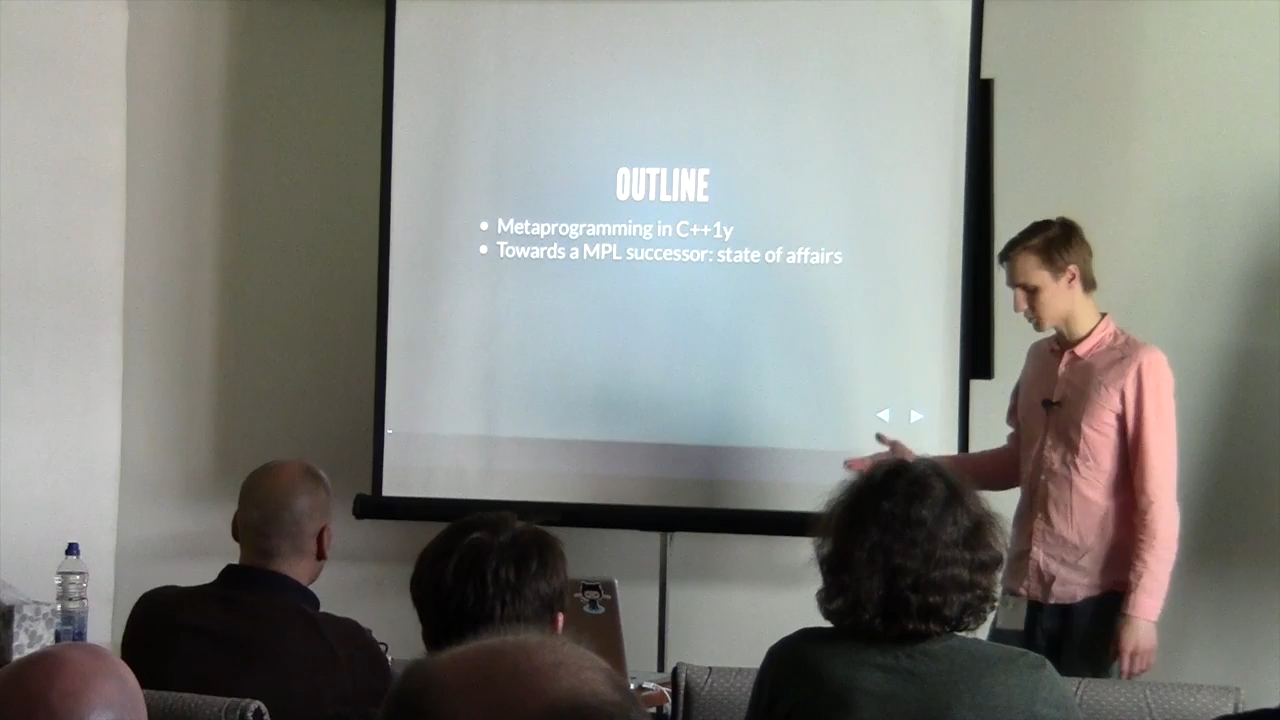 OUTLINE
Metaprogramming in C++1y
Towards a MPL successor: state of affairs